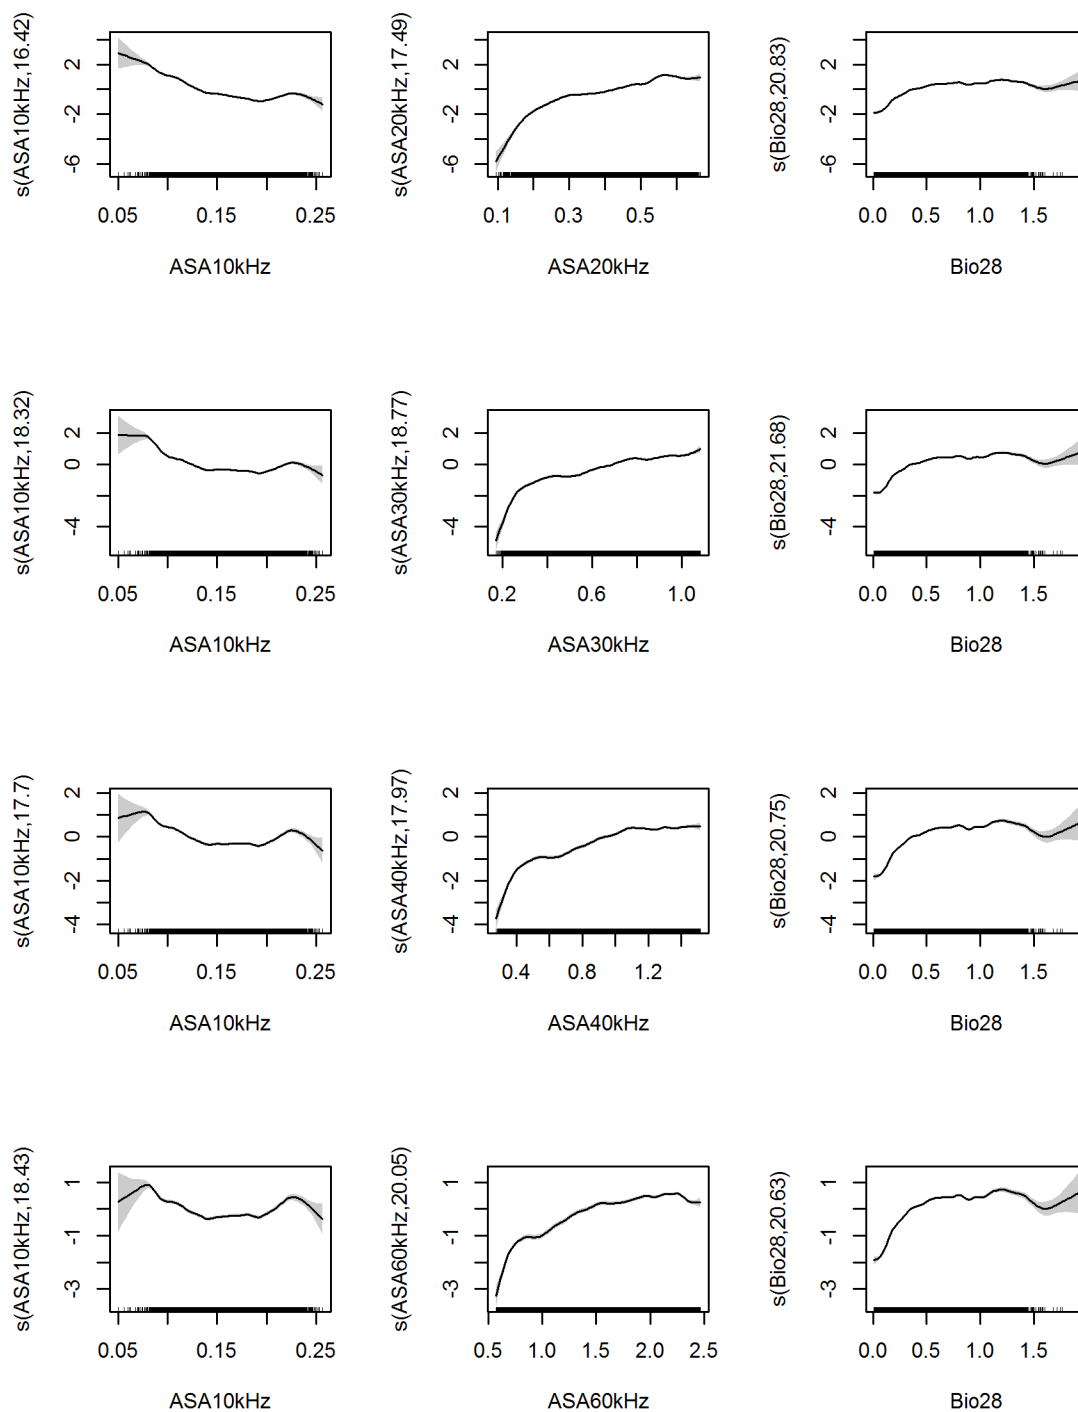 s(ASA10kHz,16.42)
2
-2
-6
0.05 0.15 0.25
ASA10kHz
s(ASA20kHz,17.49)
2
-2
-6
0.1 0.3 0.5
ASA20kHz
s(Bio28,20.83)
2
-2
-6
0.0 0.5 1.0 1.5
Bio28
s(ASA10kHz,18.32)
2
0
-4
0.05 0.15 0.25
ASA10kHz
s(ASA30kHz,18.77)
2
0
-4
0.2 0.6 1.0
ASA30kHz
s(Bio28,21.68)
2
0
-4
0.0 0.5 1.0 1.5
Bio28
s(ASA10kHz,17.7)
2
0
-2
-4
0.05 0.15 0.25
ASA10kHz
s(ASA40kHz,17.97)
2
0
-2
-4
0.4 0.8 1.2
ASA40kHz
s(Bio28,20.75)
2
0
-2
-4
0.0 0.5 1.0 1.5
Bio28
s(ASA10kHz,18.43)
1
-1
-3
0.05 0.15 0.25
ASA10kHz
s(ASA60kHz,20.05)
1
-1
-3
0.5 1.0 1.5 2.0 2.5
ASA60kHz
s(Bio28,20.63)
1
-1
-3
0.0 0.5 1.0 1.5
Bio28